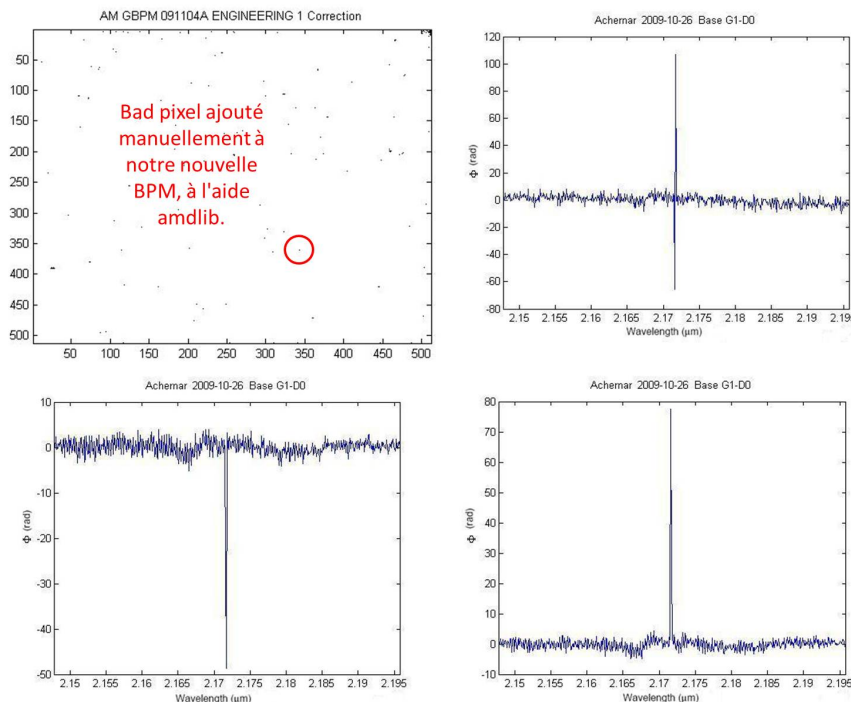 AM GBPM 091104A ENGINEERING 1 Correction
50
100
150
200
250
300
350
400
450
500
Bad pixel ajouté
manuellement à
notre nouvelle
BPM, à l'aide
amdlib.
50 100 150 200 250 300 350 400 450 500
Achernar 2009-10-26 Base G1-D0
120
100
80
60
40
20
0
-20
-40
-60
-80
Φ (rad)
2.15 2.155 2.16 2.165 2.17 2.175 2.18 2.185 2.19 2.195
Wavelength (μm)
Achernar 2009-10-26 Base G1-D0
10
0
-10
-20
-30
-40
-50
Φ (rad)
2.15 2.155 2.16 2.165 2.17 2.175 2.18 2.185 2.19 2.195
Wavelength (μm)
Achernar 2009-10-26 Base G1-D0
80
70
60
50
40
30
20
10
0
-10
Φ (rad)
2.15 2.155 2.16 2.165 2.17 2.175 2.18 2.185 2.19 2.195
Wavelength (μm)